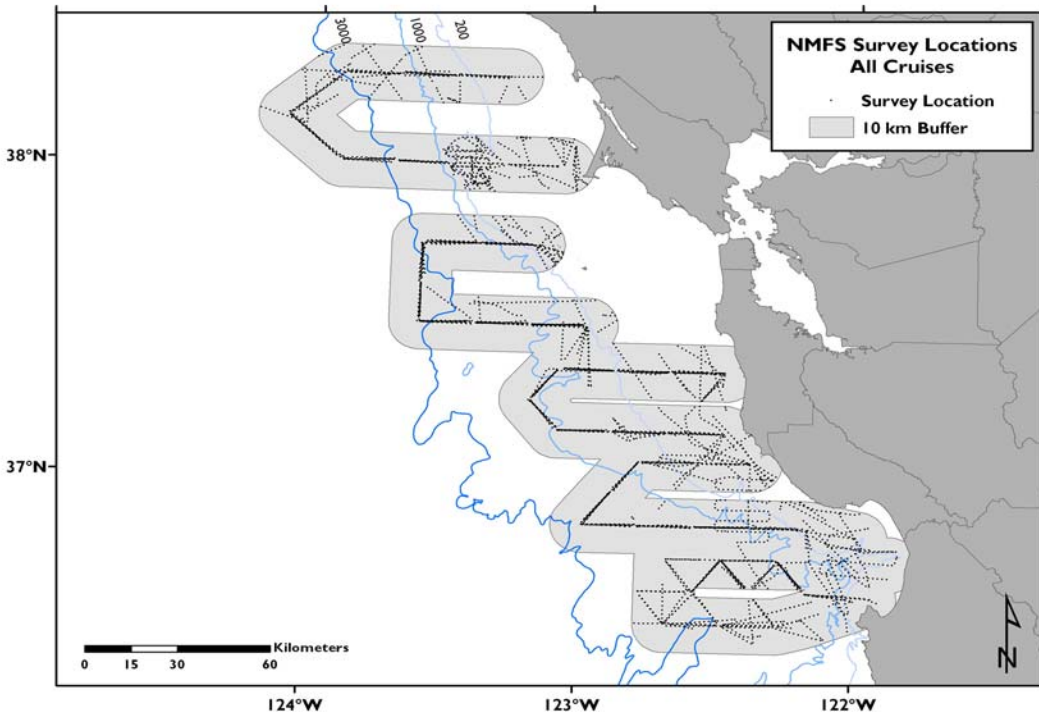 3000
1000
200
NMFS Survey Locations
All Cruises
Survey Location
10 km Buffer
38°N
37°N
Kilometers
0 15 30 60
N
124°W 123°W 122°W